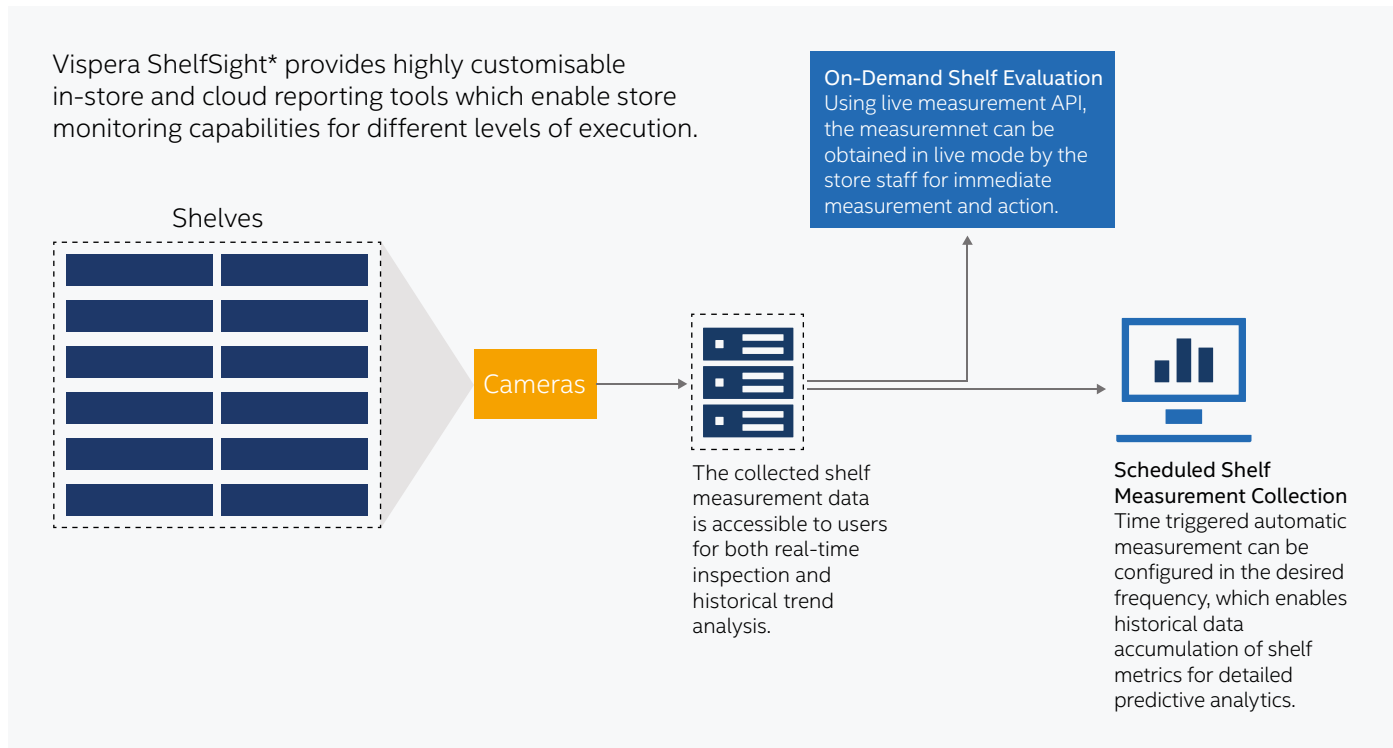 Vispera ShelfSight* provides highly customisable
in-store and cloud reporting tools which enable store
monitoring capabilities for different levels of execution.
On-Demand Shelf Evaluation
Using live measurement API,
the measuremnet can be
obtained in live mode by the
store staff for immediate
measurement and action.
Shelves
Cameras
The collected shelf
measurement data
is accessible to users
for both real-time
inspection and
historical trend
analysis.
Scheduled Shelf
Measurement Collection
Time triggered automatic
measurement can be
configured in the desired
frequency, which enables
historical data
accumulation of shelf
metrics for detailed
predictive analytics.